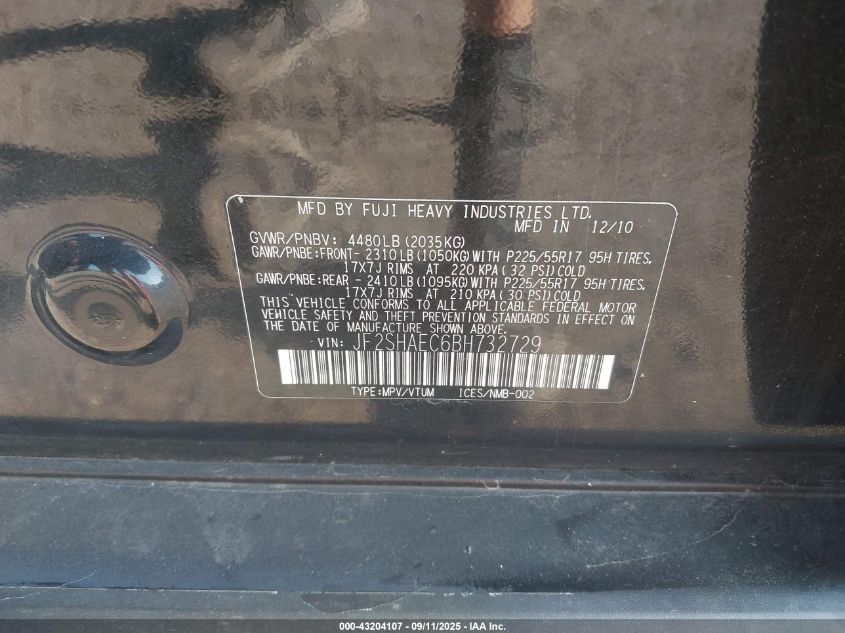 MFD BY FUJI HEAVY INDUSTRIES LTD.
MFD IN 12/10
GVWR/PNBV: 4480LB(2035KG)
GAWR/PNBE:FRONT- 2310LB(1050KG)WITH P225/55R17 95H TIRES,
17X7J RIMS AT 220 KPA(32 PSI)COLD
GAWR/PNBE:REAR - 2410LB(1095KG)WITH P225/55R17 95H TIRES,
17X7J RIMS AT 210 KPA(30 PSI)COLD
THIS VEHICLE CONFORMS TO ALL APPLICABLE FEDERAL MOTOR
VEHICLE SAFETY AND THEFT PREVENTION STANDARDS IN EFFECT ON
THE DATE OF MANUFACTURE SHOWN ABOVE.
VIN: JF2SHAEC6BH732729
TYPE:MPV/VTUM ICES/NMB-002
000-43204107 - 09/11/2025 - IAA Inc.